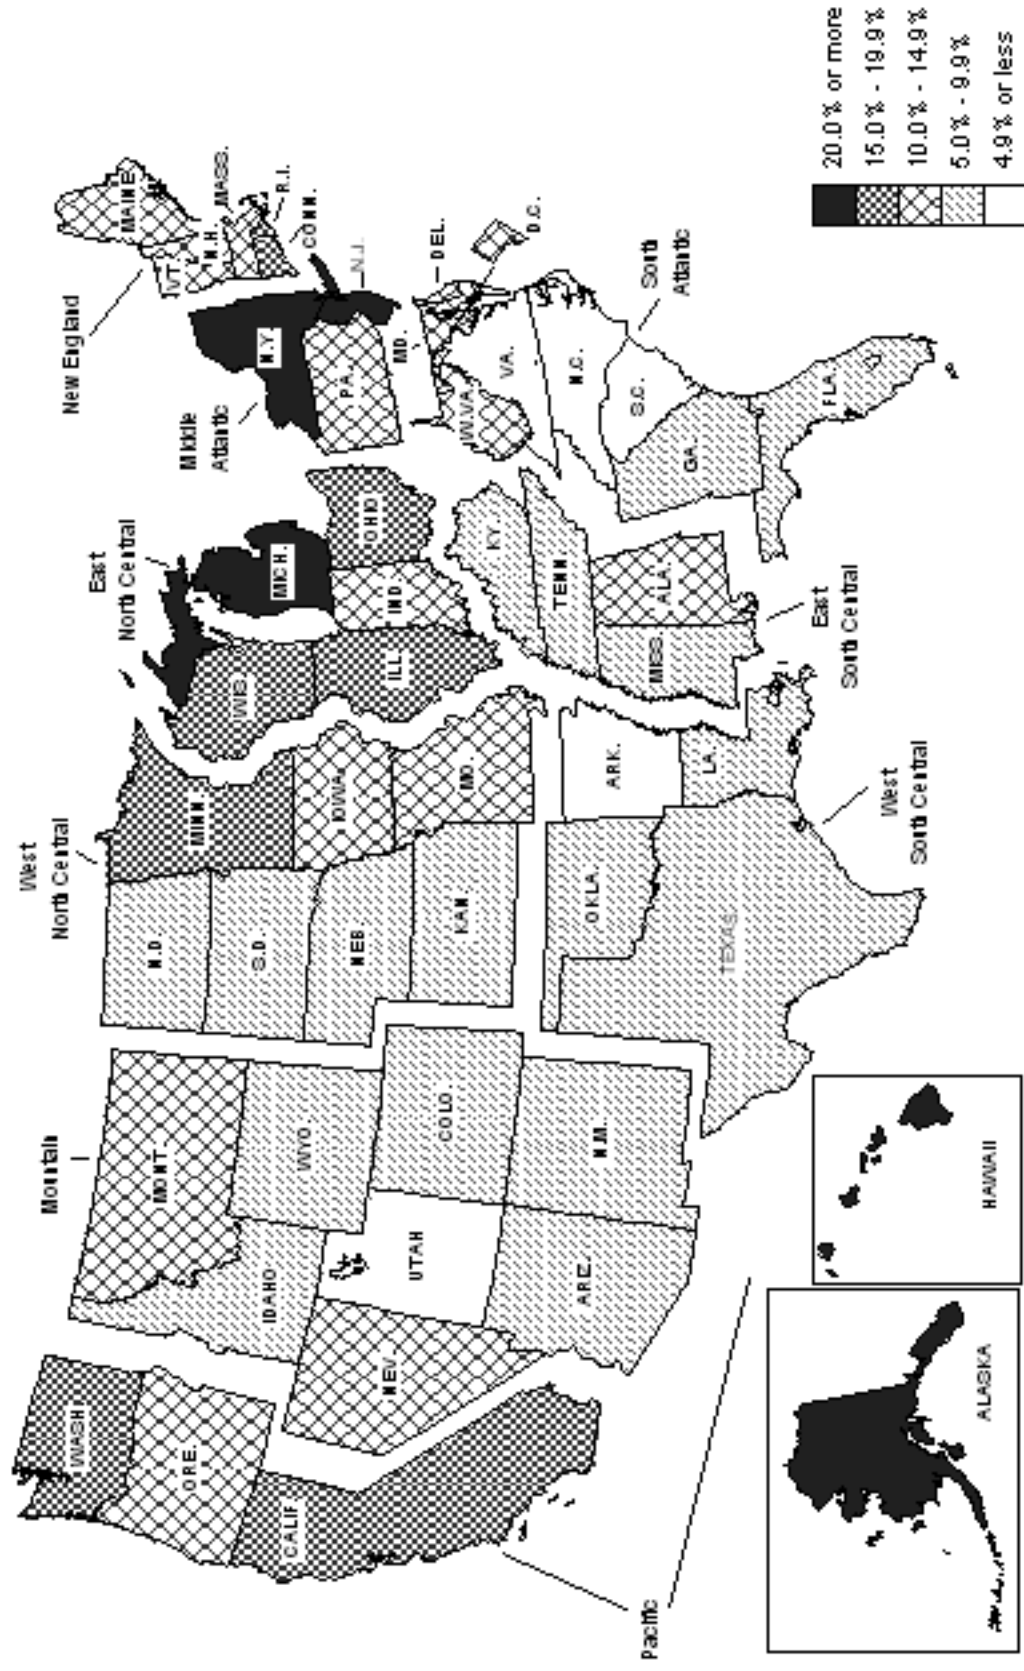 Pacific
WASH.
ORE.
CALIF.
NEV.
IDAHO
MONT.
WYO.
UTAH
COLO.
ARIZ.
N.M.
Mountain
West
North Central
N.D.
S.D.
NEB.
KAN.
MINN.
IOWA
MO.
OKLA.
TEXAS
ARK.
LA.
West
South Central
East
North Central
WIS.
MICH.
ILL.
IND.
OHIO
KY.
TENN.
MISS.
ALA.
East
South Central
Middle
Atlantic
N.Y.
PA.
N.J.
New England
MAINE
VT.
N.H.
MASS.
R.I.
CONN.
DEL.
MD.
D.C.
W.VA.
VA.
N.C.
S.C.
GA.
FLA.
South
Atlantic
ALASKA
HAWAII
20.0% or more
15.0% - 19.9%
10.0% - 14.9%
5.0% - 9.9%
4.9% or less